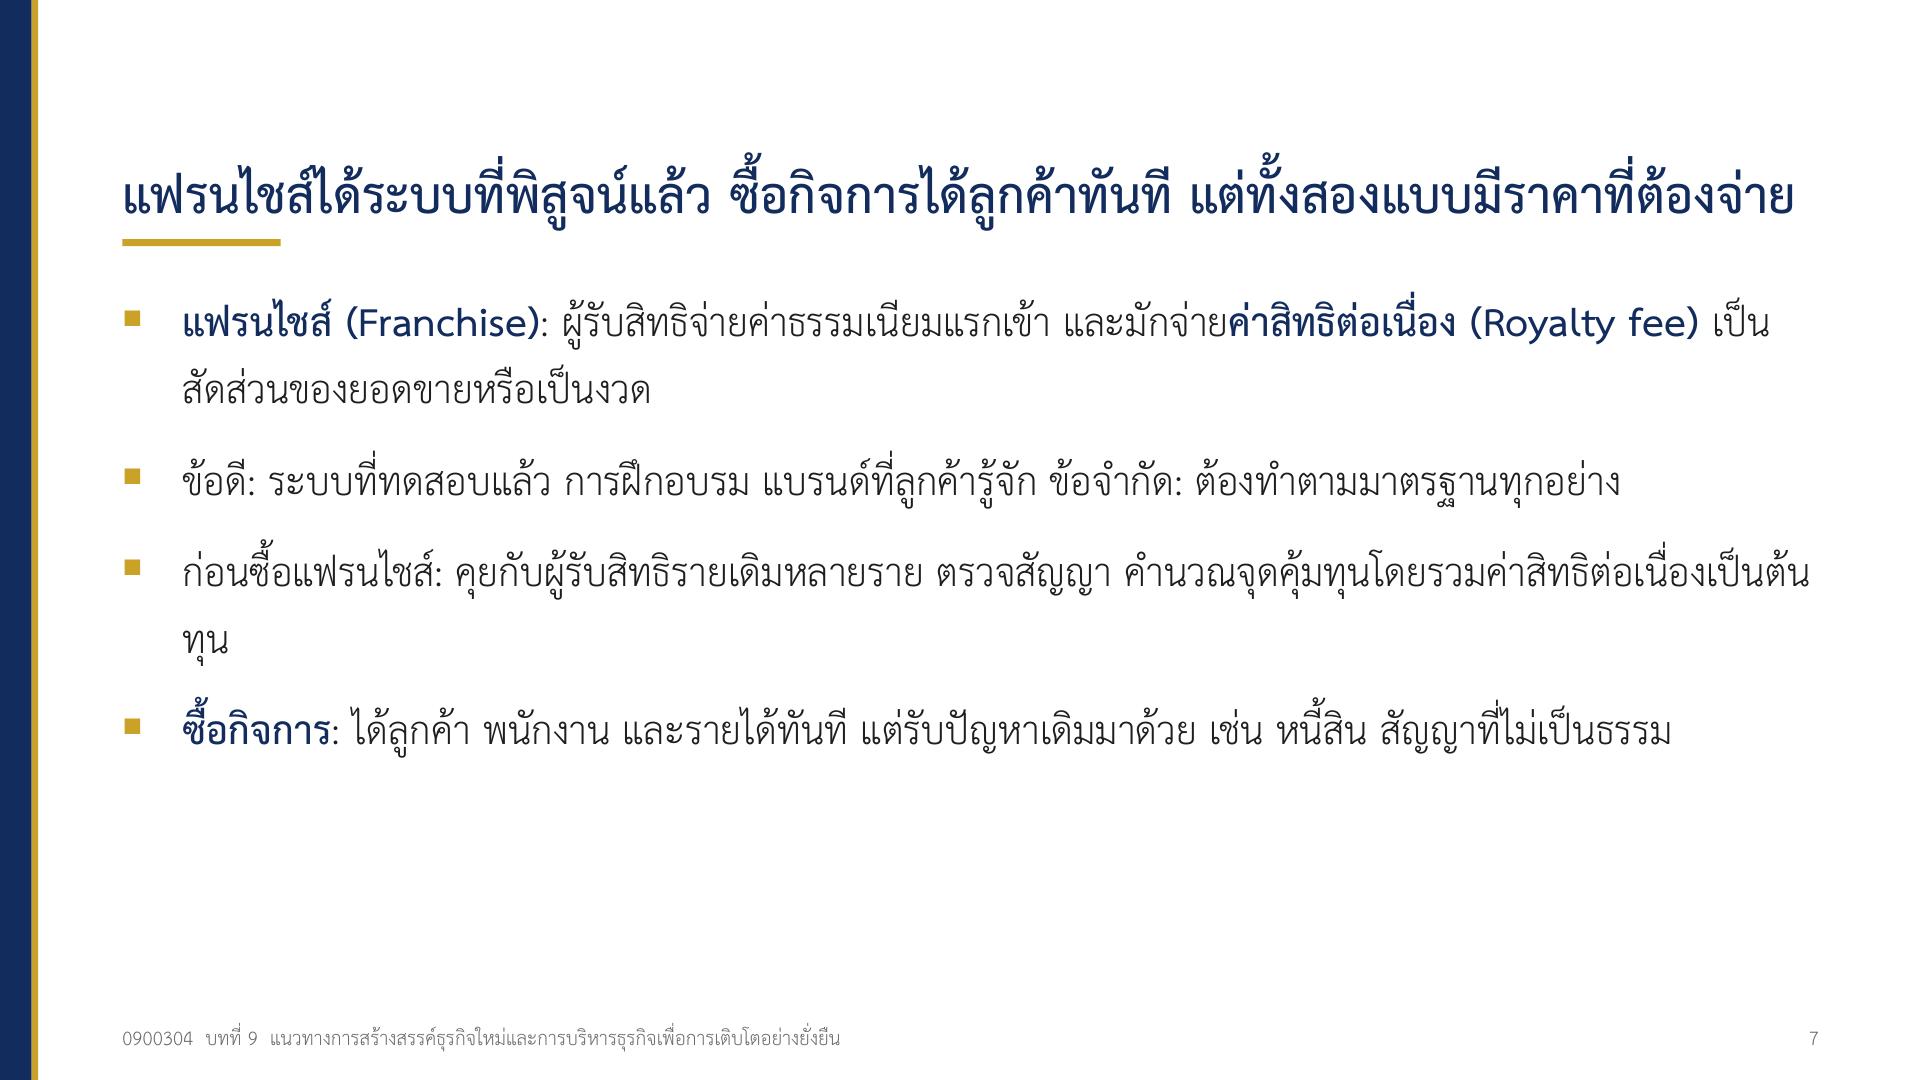 แฟรนไชส์ได้ระบบที่พิสูจน์แล้ว ซื้อกิจการได้ลูกค้าทันที แต่ทั้งสองแบบมีราคาที่ต้องจ่าย
แฟรนไชส์ (Franchise): ผู้รับสิทธิจ่ายค่าธรรมเนียมแรกเข้า และมักจ่ายค่าสิทธิต่อเนื่อง (Royalty fee) เป็น
สัดส่วนของยอดขายหรือเป็นงวด
ข้อดี: ระบบที่ทดสอบแล้ว การฝึกอบรม แบรนด์ที่ลูกค้ารู้จัก ข้อจำกัด: ต้องทำตามมาตรฐานทุกอย่าง
ก่อนซื้อแฟรนไชส์: คุยกับผู้รับสิทธิรายเดิมหลายราย ตรวจสัญญา คำนวณจุดคุ้มทุนโดยรวมค่าสิทธิต่อเนื่องเป็นต้น
ทุน
ซื้อกิจการ: ได้ลูกค้า พนักงาน และรายได้ทันที แต่รับปัญหาเดิมมาด้วย เช่น หนี้สิน สัญญาที่ไม่เป็นธรรม
0900304 บทที่ 9 แนวทางการสร้างสรรค์ธุรกิจใหม่และการบริหารธุรกิจเพื่อการเติบโตอย่างยั่งยืน
7